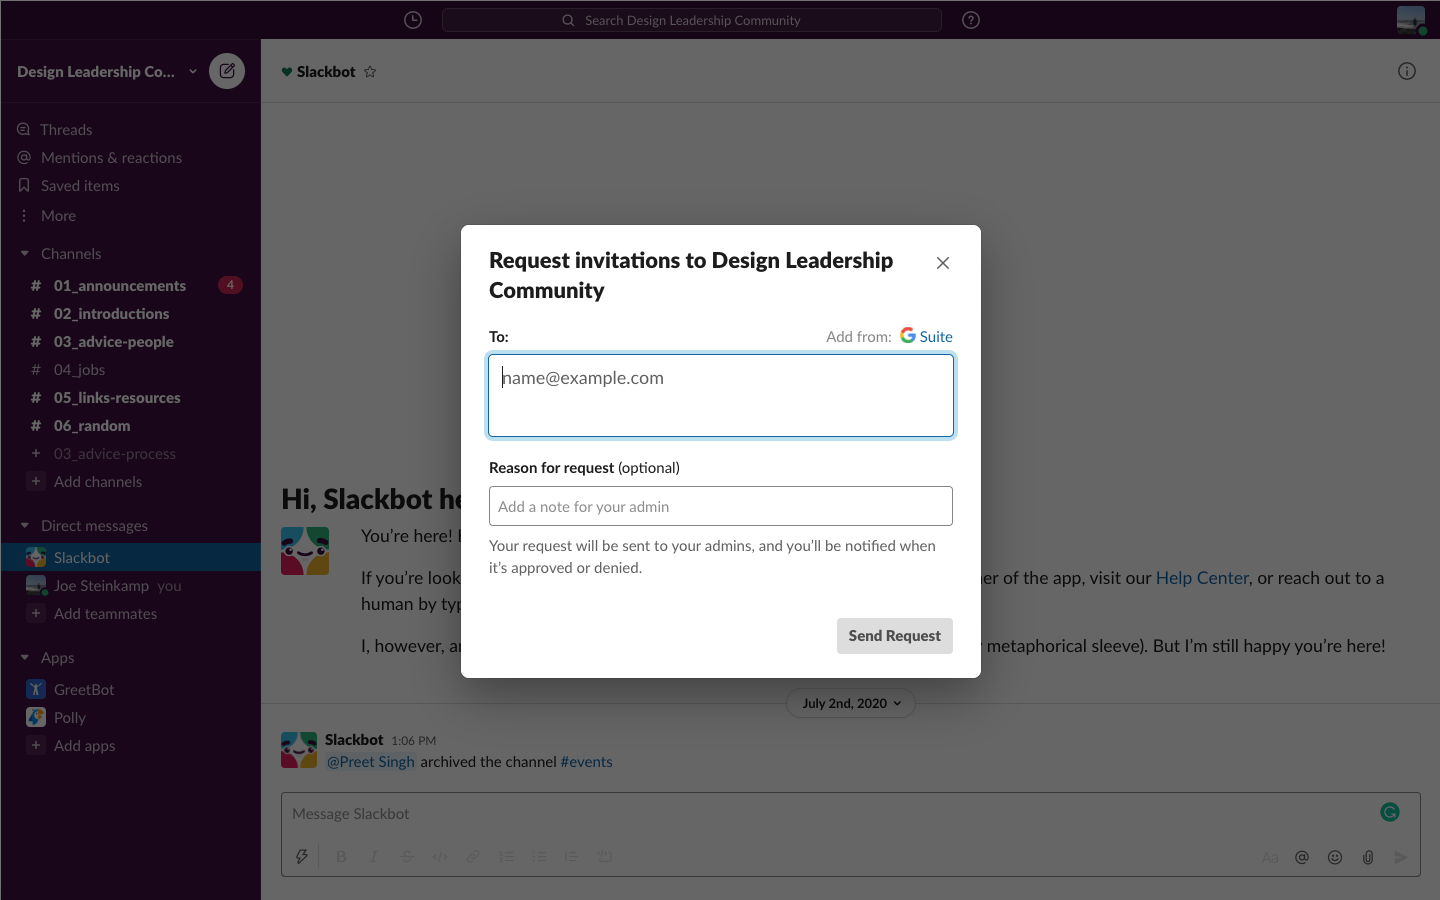 Search Design Leadership Community
Design Leadership Co...
Slackbot
Threads
Mentions & reactions
Saved items
More
Channels
# 01_announcements 4
# 02_introductions
# 03_advice-people
# 04_jobs
# 05_links-resources
# 06_random
+ 03_advice-process
+ Add channels
Direct messages
Slackbot
Joe Steinkamp you
+ Add teammates
Apps
GreetBot
Polly
+ Add apps
Request invitations to Design Leadership
Community
To:
Add from: G Suite
name@example.com
Reason for request (optional)
Add a note for your admin
Your request will be sent to your admins, and you’ll be notified when
it’s approved or denied.
Send Request
Hi, Slackbot he
You’re here!
If you’re look
er of the app, visit our Help Center, or reach out to a
human by typ
I, however, a
metaphorical sleeve). But I’m still happy you’re here!
July 2nd, 2020
Slackbot 1:06 PM
@Preet Singh archived the channel #events
Message Slackbot
B I S </>
Aa @